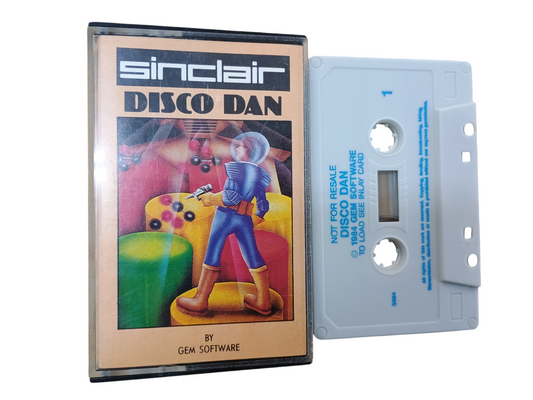 sinclair
DISCO DAN
BY
GEM SOFTWARE
1
NOT FOR RESALE
DISCO DAN
© 1984 GEM SOFTWARE
TO LOAD SEE INLAY CARD